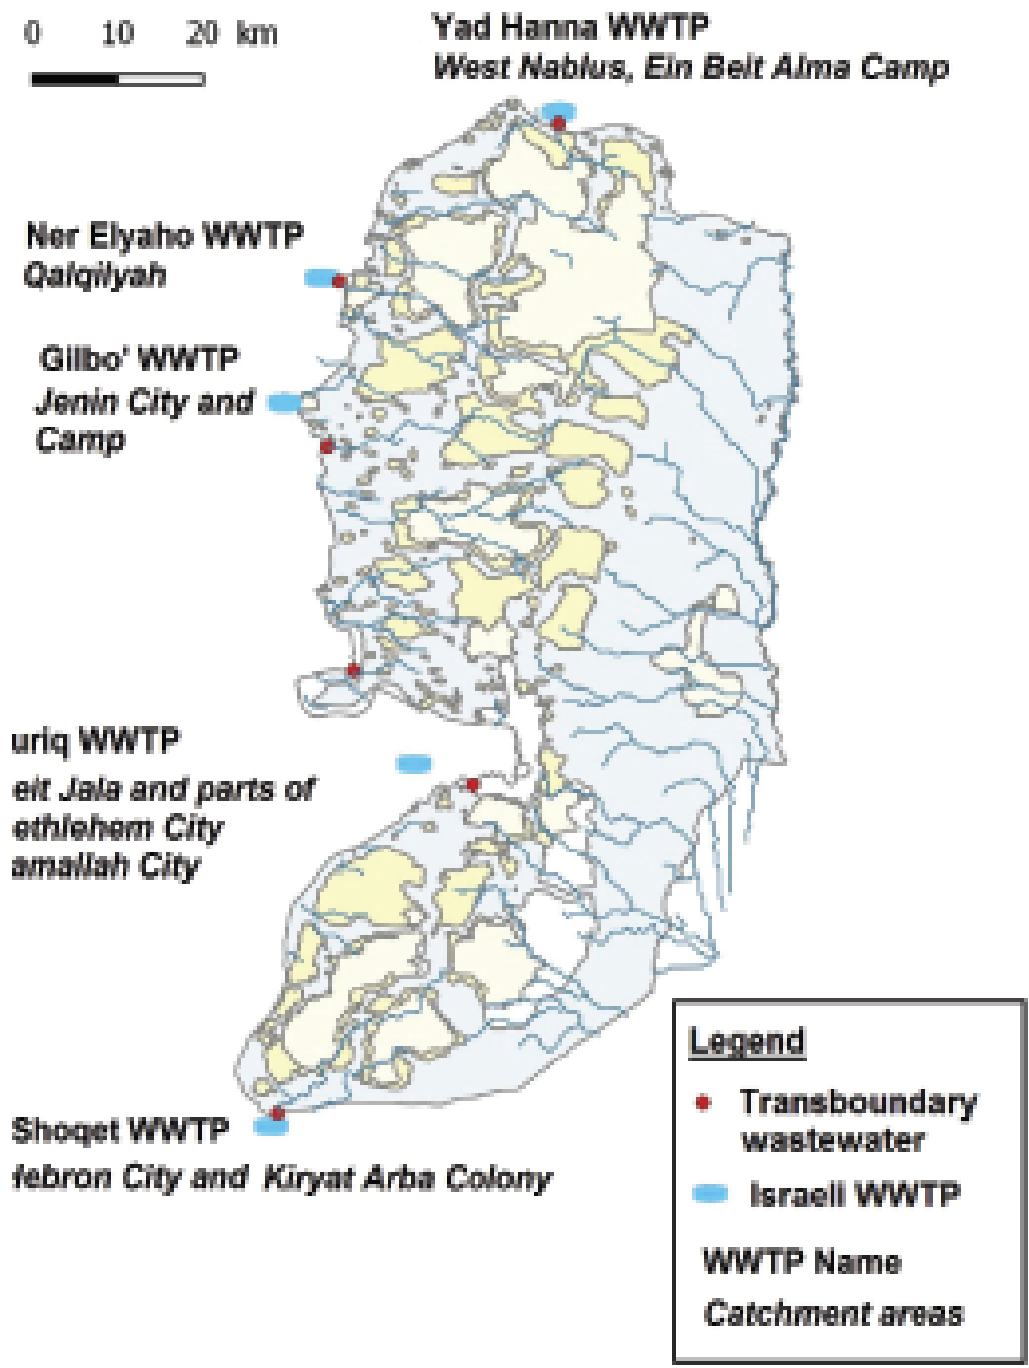 0 10 20 km
Yad Hanna WWTP
West Nablus, Ein Beit Alma Camp
Ner Elyaho WWTP
Qalqilyah
Gilbo' WWTP
Jenin City and
Camp
uriq WWTP
eit Jala and parts of
ethlehem City
amallah City
Shoqet WWTP
Hebron City and Kiryat Arba Colony
Legend
Transboundary
wastewater
Israeli WWTP
WWTP Name
Catchment areas